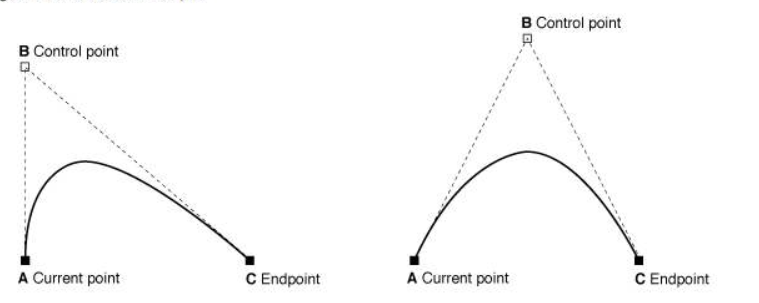 B Control point
B Control point
A Current point
C Endpoint
A Current point
C Endpoint